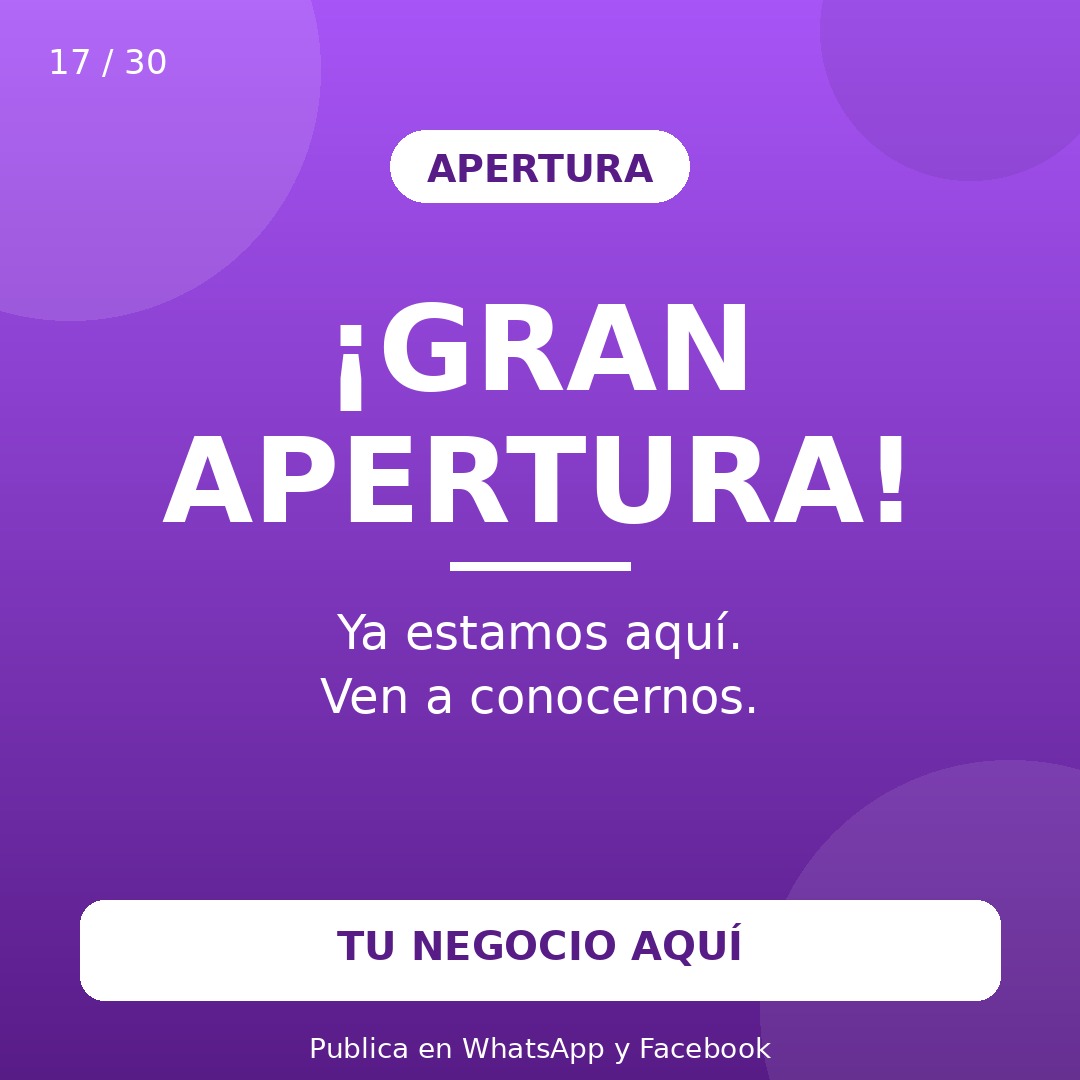 17 / 30
APERTURA
¡GRAN
APERTURA!
Ya estamos aquí.
Ven a conocernos.
TU NEGOCIO AQUÍ
Publica en WhatsApp y Facebook